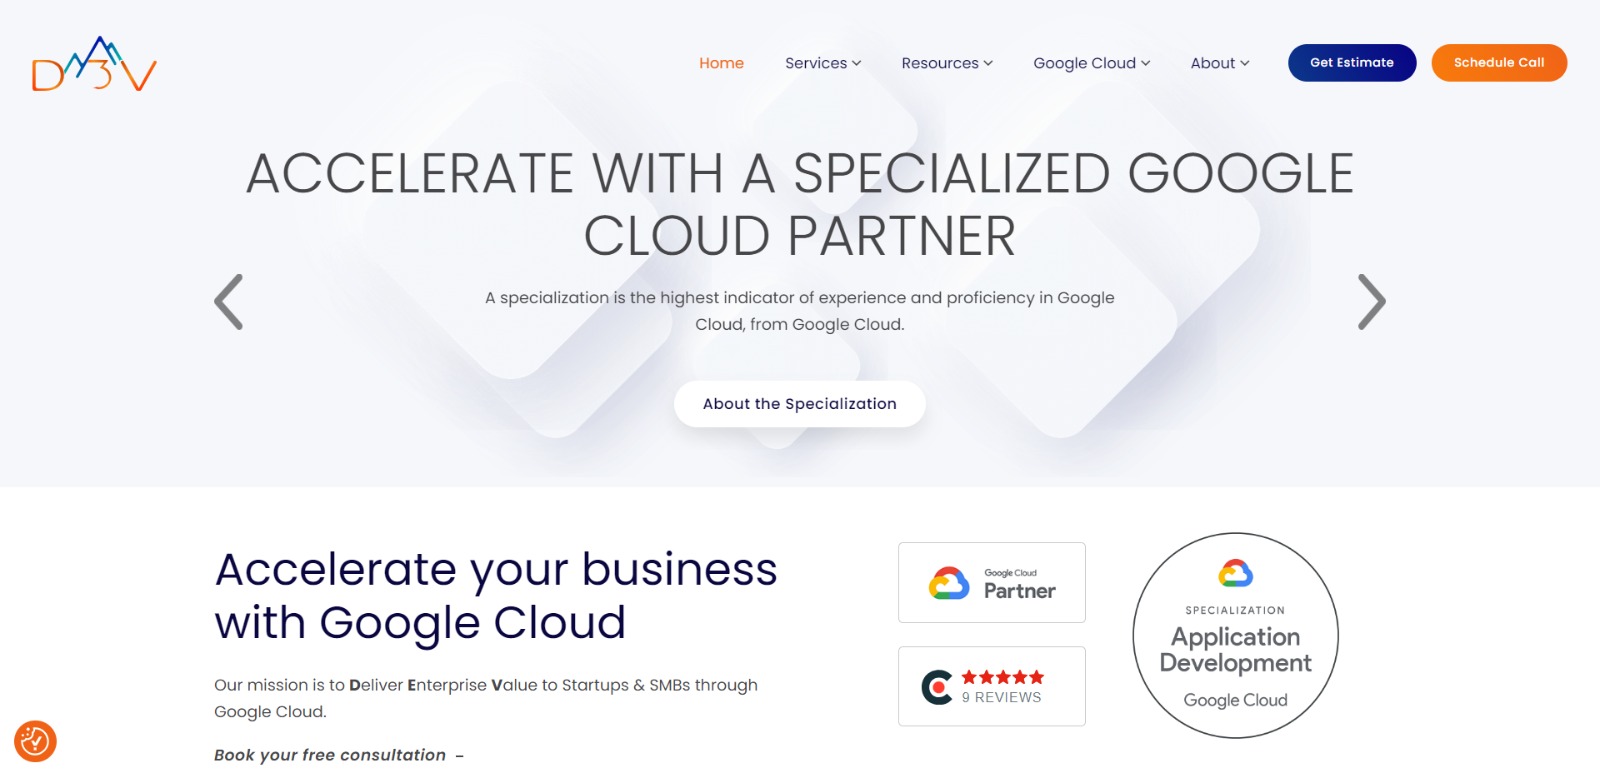 D M 3 V
Home
Services
Resources
Google Cloud
About
Get Estimate
Schedule Call
ACCELERATE WITH A SPECIALIZED GOOGLE
CLOUD PARTNER
A specialization is the highest indicator of experience and proficiency in Google
Cloud, from Google Cloud.
About the Specialization
Accelerate your business
with Google Cloud
Our mission is to Deliver Enterprise Value to Startups & SMBs through
Google Cloud.
Book your free consultation –
Google Cloud
Partner
9 REVIEWS
SPECIALIZATION
Application
Development
Google Cloud